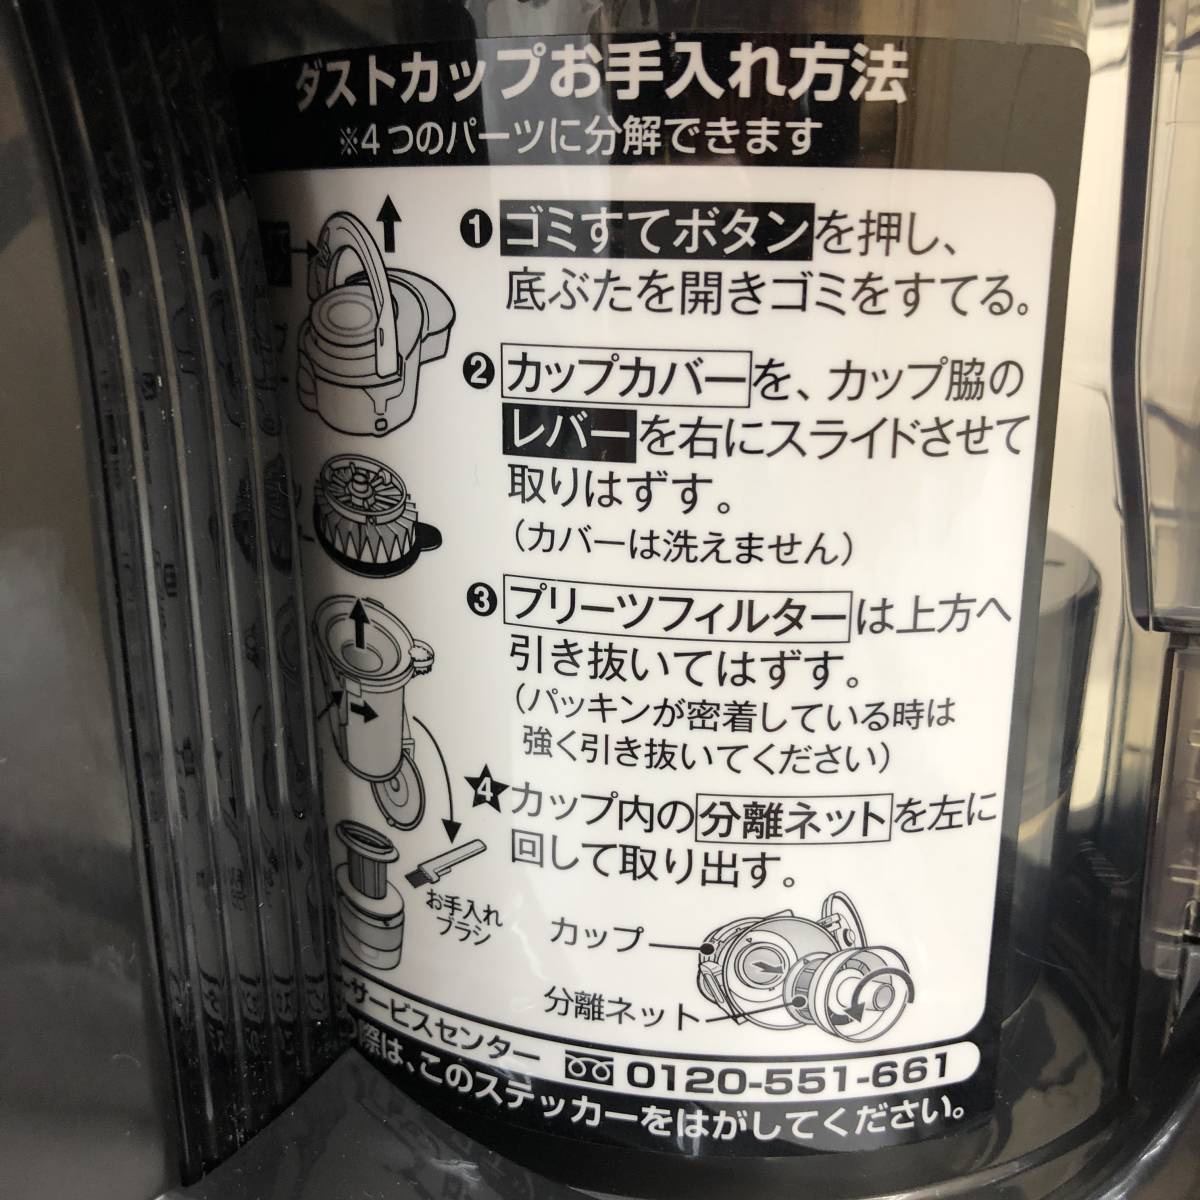 ダストカップお手入れ方法
※4つのパーツに分解できます
❶ゴミすてボタンを押し、
底ぶたを開きゴミをすてる。
❷カップカバーを、カップ脇の
レバーを右にスライドさせて
取りはずす。
（カバーは洗えません）
❸プリーツフィルターは上方へ
引き抜いてはずす。
（パッキンが密着している時は
強く引き抜いてください）
4カップ内の分離ネットを左に
回して取り出す。
お手入れ
ブラシ
カップ
分離ネット
ーサービスセンター 0120-551-661
際は、このステッカーをはがしてください。